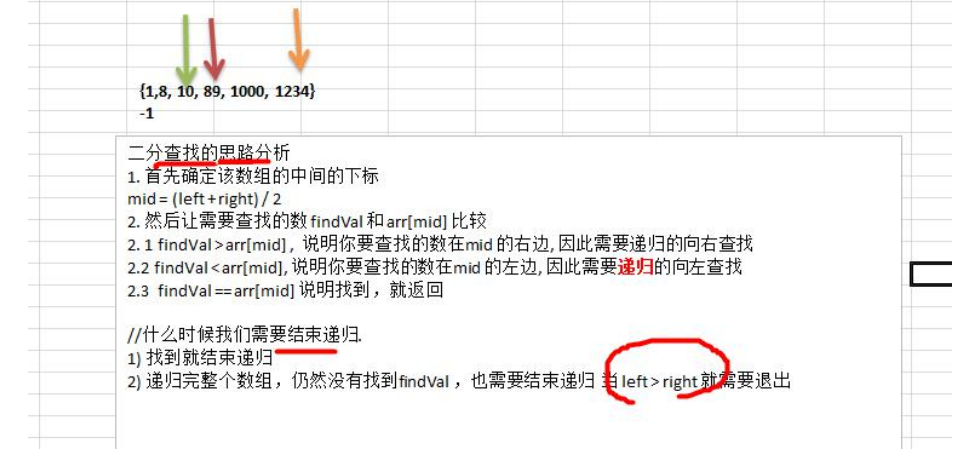 {1,8, 10, 89, 1000, 1234}
-1
二分查找的思路分析
1. 首先确定该数组的中间的下标
mid = (left + right) / 2
2. 然后让需要查找的数 findVal 和 arr[mid] 比较
2. 1 findVal > arr[mid] , 说明你要查找的数在mid 的右边, 因此需要递归的向右查找
2.2 findVal < arr[mid], 说明你要查找的数在mid 的左边, 因此需要递归的向左查找
2.3 findVal == arr[mid] 说明找到，就返回
//什么时候我们需要结束递归.
1) 找到就结束递归
2) 递归完整个数组，仍然没有找到findVal ，也需要结束递归 当 left > right 就需要退出